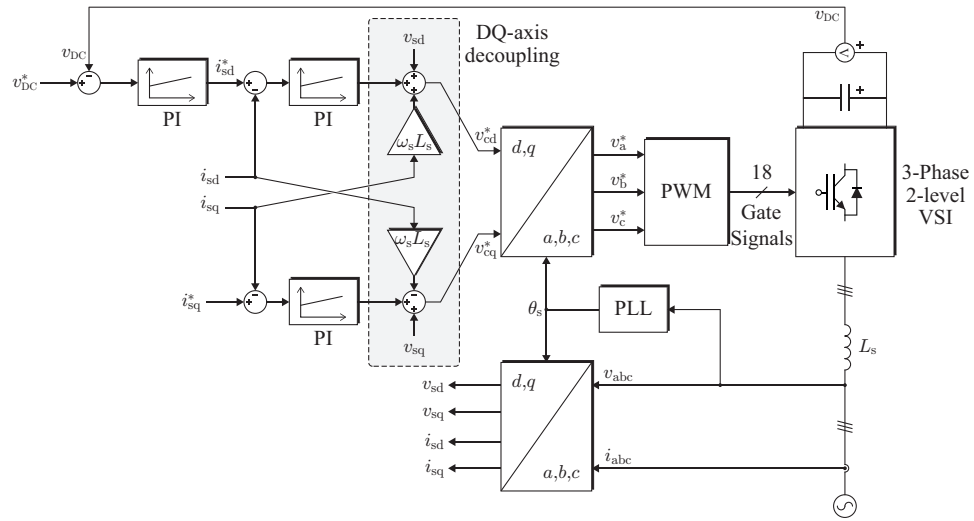 v_DC
v_DC
DQ-axis
decoupling
v_sd
v*_DC
-
i*_sd
-
+
+
+
V
+
+
PI
PI
ω_sL_s
v*_cd
d,q
a,b,c
v*_a
v*_b
v*_c
PWM
18
Gate
Signals
3-Phase
2-level
VSI
i_sd
i_sq
ω_sL_s
v*_cq
i*_sq
-
-
+
+
PI
v_sq
θ_s
PLL
L_s
v_sd
v_sq
i_sd
i_sq
d,q
a,b,c
v_abc
i_abc